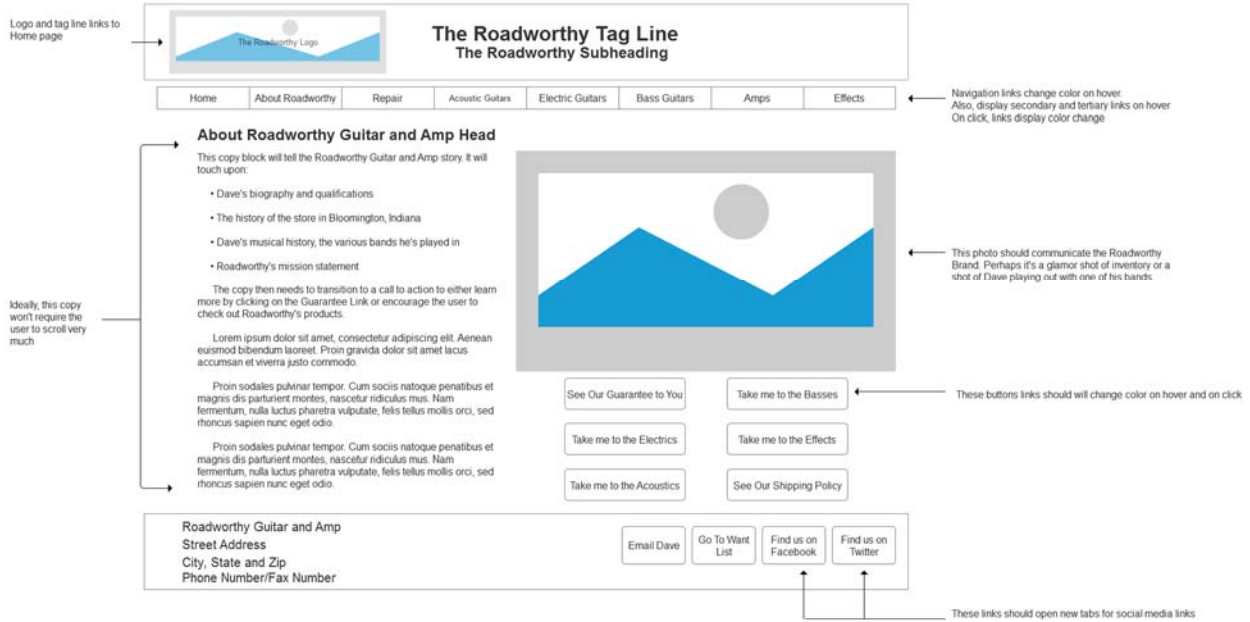 Logo and tag line links to
Home page
The Roadworthy Logo
The Roadworthy Tag Line
The Roadworthy Subheading
Home
About Roadworthy
Repair
Acoustic Guitars
Electric Guitars
Bass Guitars
Amps
Effects
Navigation links change color on hover.
Also, display secondary and tertiary links on hover
On click, links display color change
About Roadworthy Guitar and Amp Head
This copy block will tell the Roadworthy Guitar and Amp story. It will
touch upon:
• Dave's biography and qualifications
• The history of the store in Bloomington, Indiana
• Dave's musical history, the various bands he's played in
• Roadworthy's mission statement
The copy then needs to transition to a call to action to either learn
more by clicking on the Guarantee Link or encourage the user to
check out Roadworthy's products.
Lorem ipsum dolor sit amet, consectetur adipiscing elit. Aenean
euismod bibendum laoreet. Proin gravida dolor sit amet lacus
accumsan et viverra justo commodo.
Proin sodales pulvinar tempor. Cum sociis natoque penatibus et
magnis dis parturient montes, nascetur ridiculus mus. Nam
fermentum, nulla luctus pharetra vulputate, felis tellus mollis orci, sed
rhoncus sapien nunc eget odio.
Proin sodales pulvinar tempor. Cum sociis natoque penatibus et
magnis dis parturient montes, nascetur ridiculus mus. Nam
fermentum, nulla luctus pharetra vulputate, felis tellus mollis orci, sed
rhoncus sapien nunc eget odio.
Ideally, this copy
won't require the
user to scroll very
much
This photo should communicate the Roadworthy
Brand. Perhaps it's a glamor shot of inventory or a
shot of Dave playing out with one of his bands.
See Our Guarantee to You
Take me to the Basses
Take me to the Electrics
Take me to the Effects
Take me to the Acoustics
See Our Shipping Policy
These buttons links should will change color on hover and on click
Roadworthy Guitar and Amp
Street Address
City, State and Zip
Phone Number/Fax Number
Email Dave
Go To Want
List
Find us on
Facebook
Find us on
Twitter
These links should open new tabs for social media links